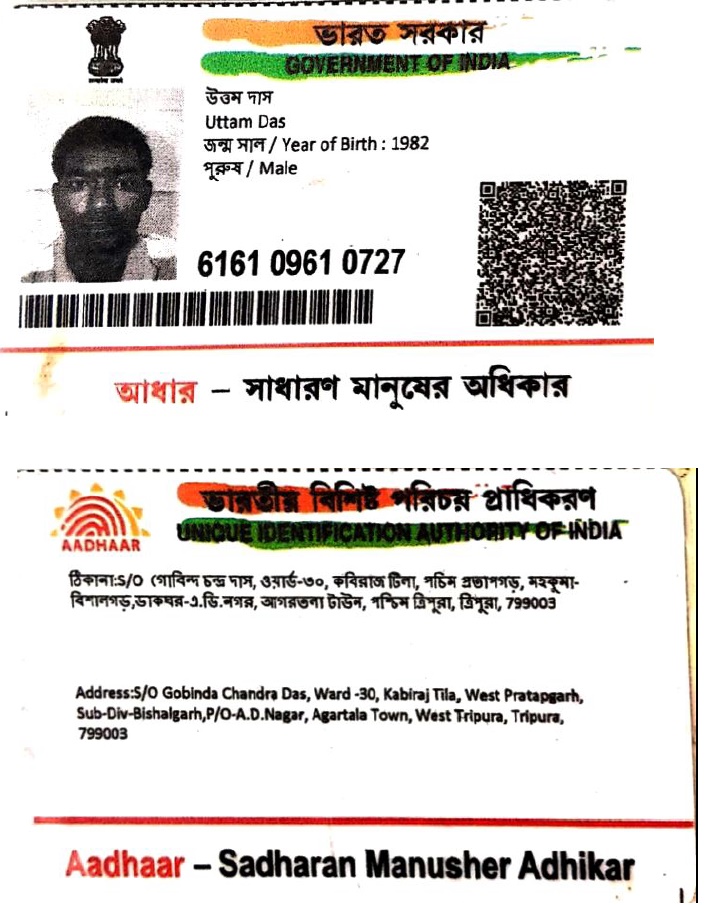 ভারত সরকার
GOVERNMENT OF INDIA
উত্তম দাস
Uttam Das
জন্ম সাল / Year of Birth : 1982
পুরুষ / Male
6161 0961 0727
আধার – সাধারণ মানুষের অধিকার
ভারতীয় বিশিষ্ট পরিচয় প্রাধিকরণ
UNIQUE IDENTIFICATION AUTHORITY OF INDIA
AADHAAR
ঠিকানা:S/O গোবিন্দ চন্দ্র দাস, ওয়ার্ড-৩০, কবিরাজ টিলা, পশ্চিম প্রতাপগড়, মহকুমা-
বিশালগড়,ডাকঘর-এ.ডি.নগর, আগরতলা টাউন, পশ্চিম ত্রিপুরা, ত্রিপুরা, 799003
Address:S/O Gobinda Chandra Das, Ward -30, Kabiraj Tila, West Pratapgarh,
Sub-Div-Bishalgarh,P/O-A.D.Nagar, Agartala Town, West Tripura, Tripura,
799003
Aadhaar – Sadharan Manusher Adhikar